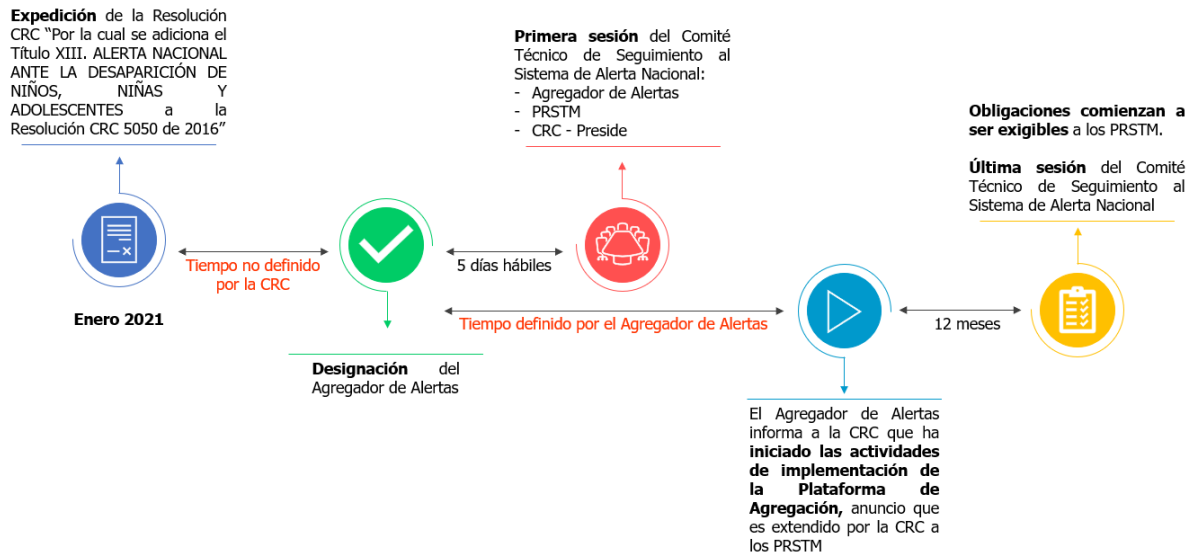 Expedición de la Resolución
CRC “Por la cual se adiciona el
Título XIII. ALERTA NACIONAL
ANTE LA DESAPARICIÓN DE
NIÑOS, NIÑAS Y
ADOLESCENTES a la
Resolución CRC 5050 de 2016”
Enero 2021
Tiempo no definido
por la CRC
Designación del
Agregador de Alertas
5 días hábiles
Primera sesión del Comité
Técnico de Seguimiento al
Sistema de Alerta Nacional:
- Agregador de Alertas
- PRSTM
- CRC - Preside
Tiempo definido por el Agregador de Alertas
El Agregador de Alertas
informa a la CRC que ha
iniciado las actividades
de implementación de
la Plataforma de
Agregación, anuncio que
es extendido por la CRC a
los PRSTM
12 meses
Obligaciones comienzan a
ser exigibles a los PRSTM.
Última sesión del Comité
Técnico de Seguimiento al
Sistema de Alerta Nacional